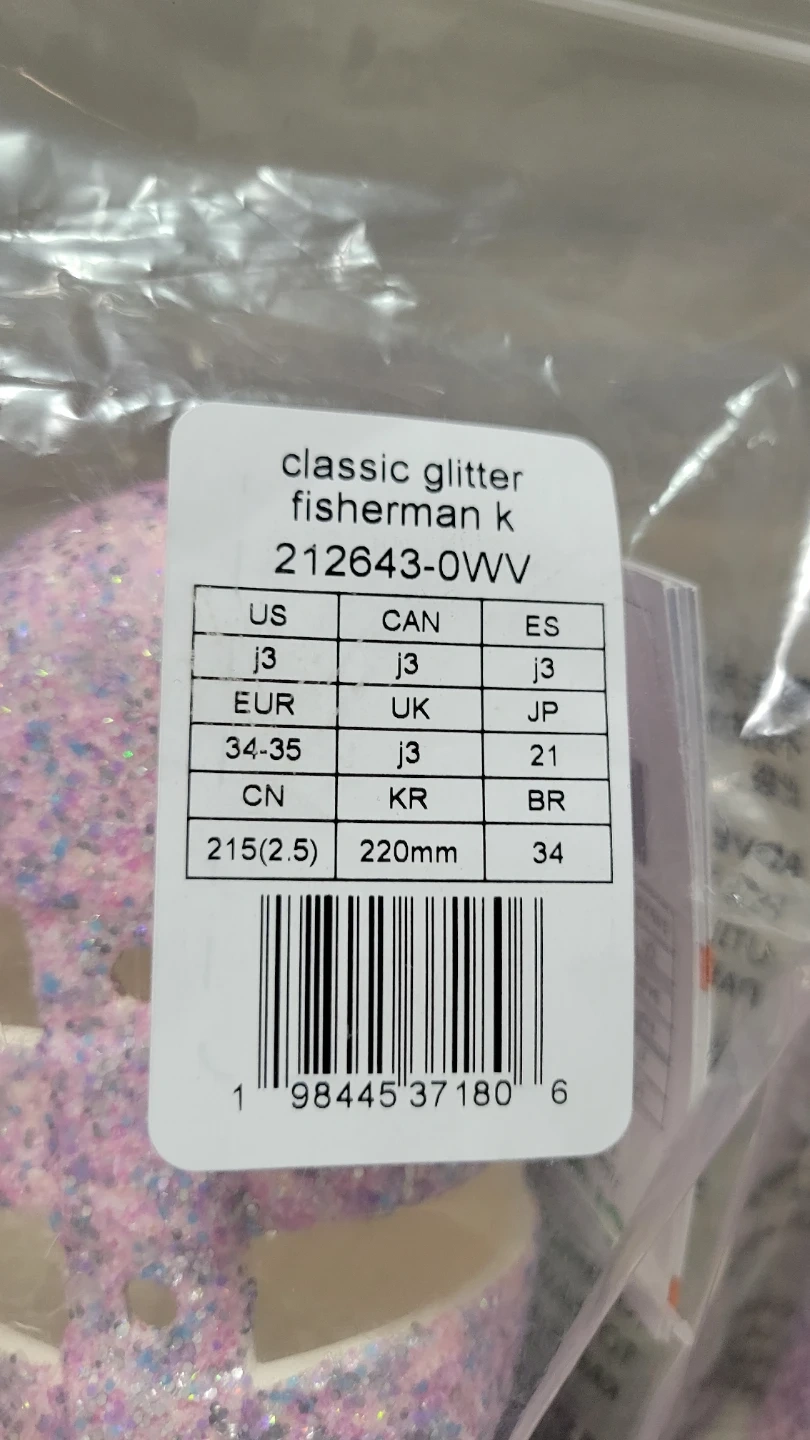 classic glitter
fisherman k
212643-0WV
US CAN ES
j3 j3 j3
EUR UK JP
34-35 j3 21
CN KR BR
215(2.5) 220mm 34
1 98445 37180 6